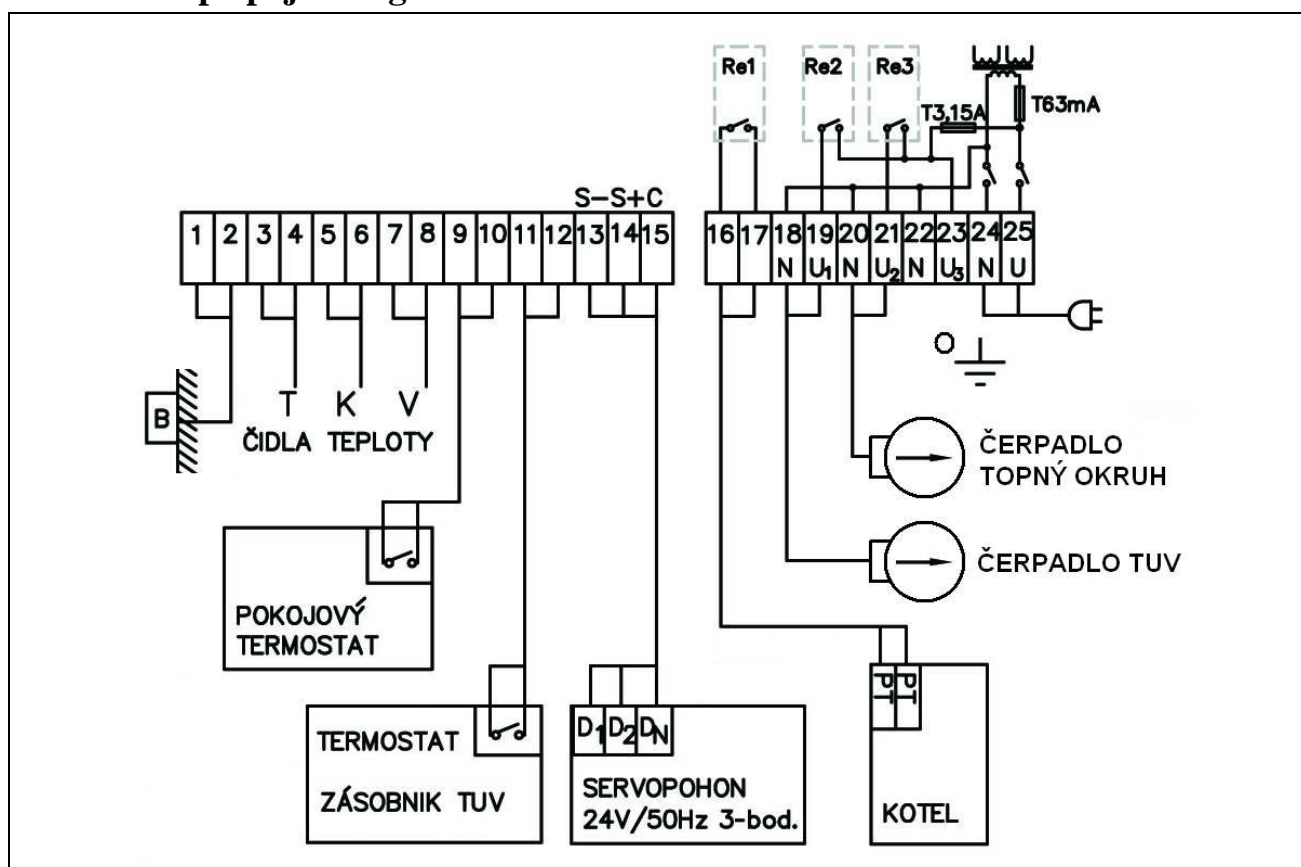 Re1 Re2 Re3
T3,15A T63mA
S-S+C
1 2 3 4 5 6 7 8 9 10 11 12 13 14 15
16 17 18 19 20 21 22 23 24 25
N U1 N U2 N U3 N U
B
T K V
ČIDLA TEPLOTY
ČERPADLO
TOPNÝ OKRUH
ČERPADLO TUV
POKOJOVÝ
TERMOSTAT
PT PT
KOTEL
TERMOSTAT
ZÁSOBNIK TUV
D1 D2 DN
SERVOPOHON
24V/50Hz 3-bod.